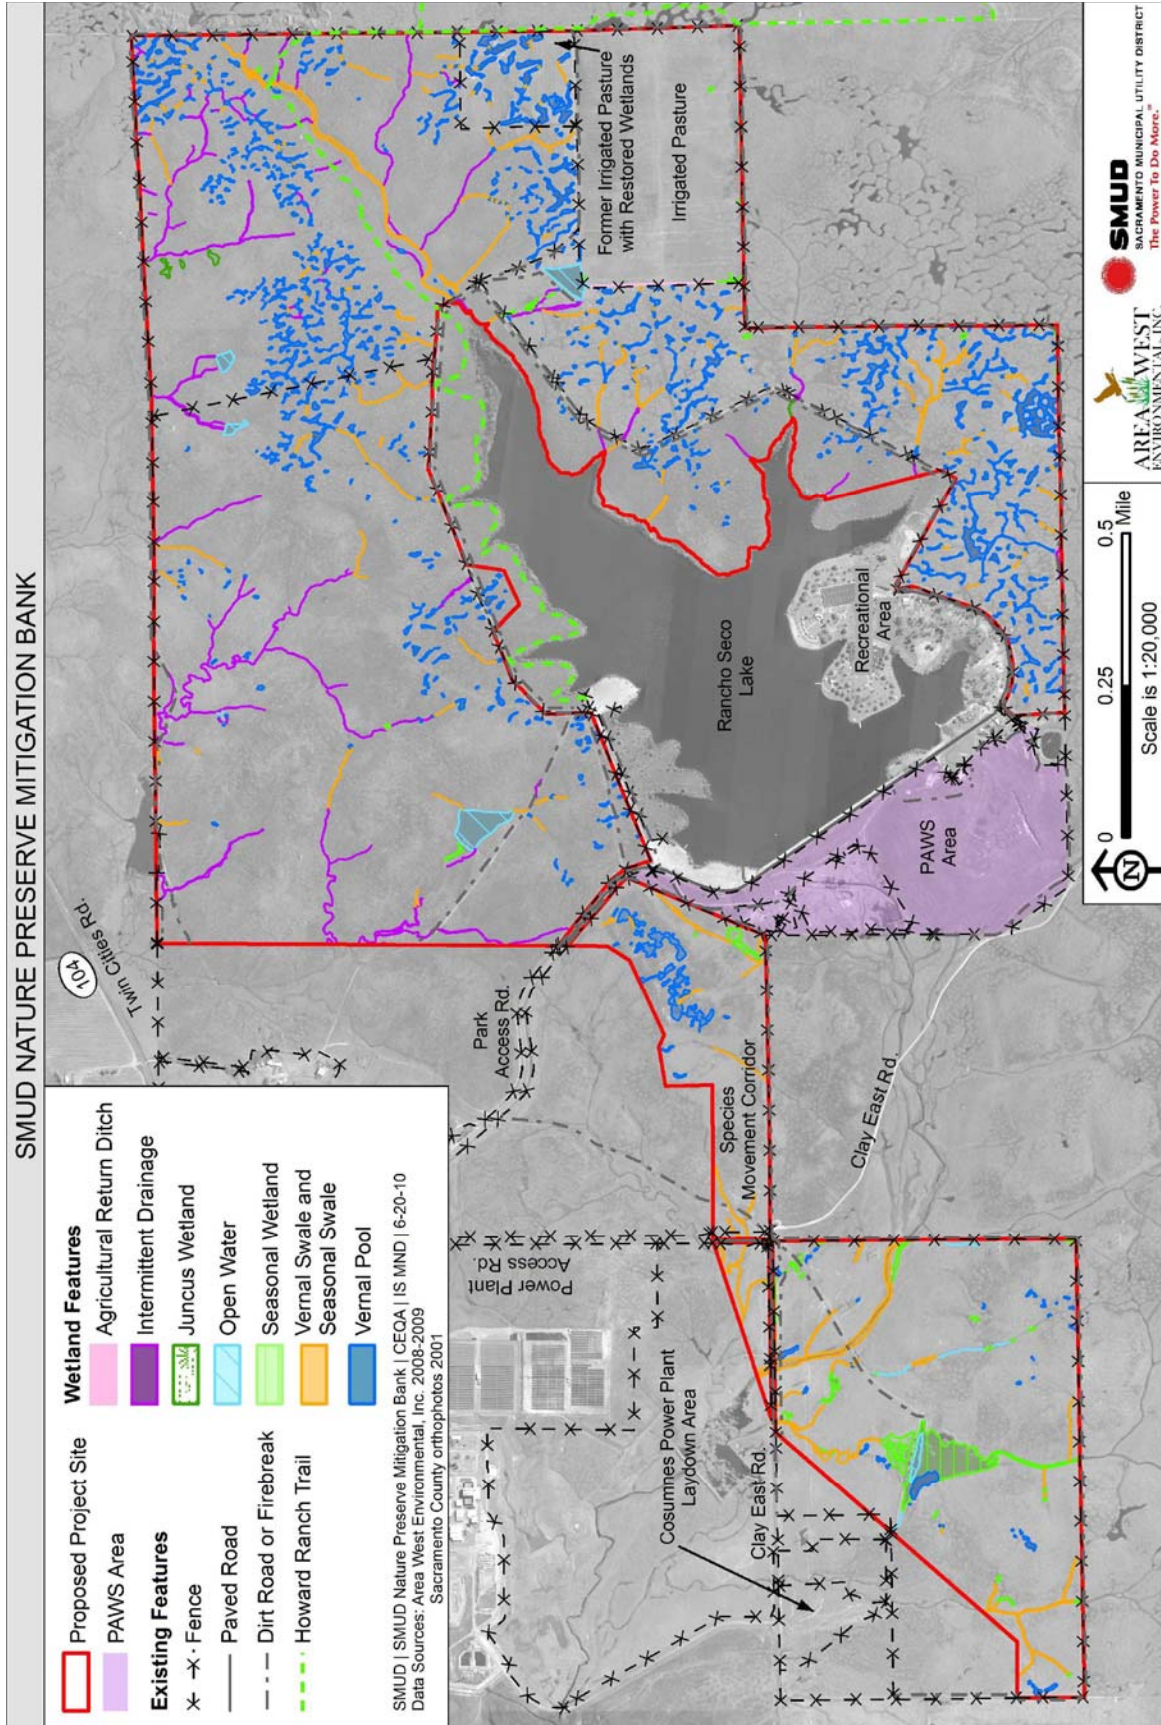 SMUD NATURE PRESERVE MITIGATION BANK
Proposed Project Site
PAWS Area
Existing Features
Fence
Paved Road
Dirt Road or Firebreak
Howard Ranch Trail
Wetland Features
Agricultural Return Ditch
Intermittent Drainage
Juncus Wetland
Open Water
Seasonal Wetland
Vernal Swale and
Seasonal Swale
Vernal Pool
SMUD | SMUD Nature Preserve Mitigation Bank | CEQA | IS MND | 6-20-10
Data Sources: Area West Environmental, Inc. 2008-2009
Sacramento County orthophotos 2001
104
Twin Cities Rd.
Park
Access Rd.
Power Plant
Access Rd.
Species
Movement Corridor
Clay East Rd.
Cosumnes Power Plant
Laydown Area
Clay East Rd.
Rancho Seco
Lake
Recreational
Area
PAWS
Area
Former Irrigated Pasture
with Restored Wetlands
Irrigated Pasture
N
0
0.25
0.5
Mile
Scale is 1:20,000
AREA WEST
ENVIRONMENTAL, INC.
SMUD
SACRAMENTO MUNICIPAL UTILITY DISTRICT
The Power To Do More.™